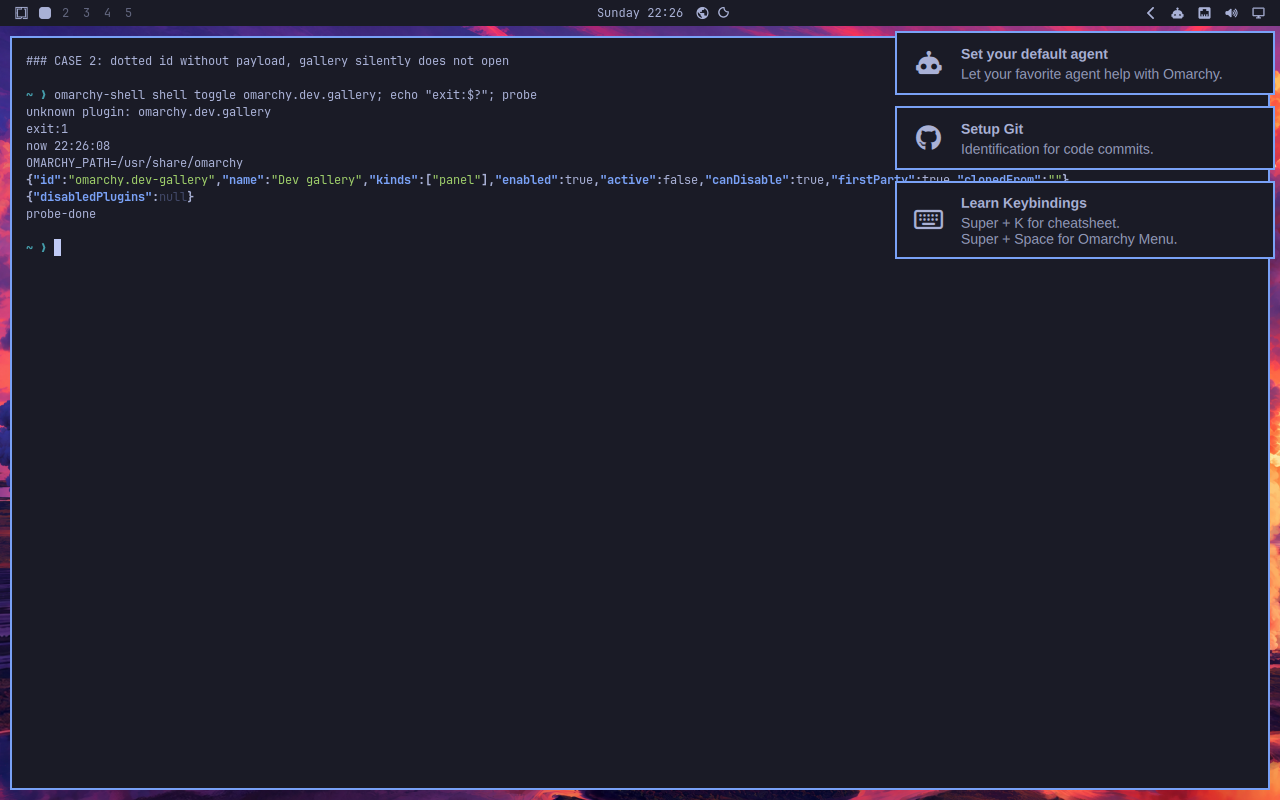 2 3 4 5
Sunday 22:26
### CASE 2: dotted id without payload, gallery silently does not open
~ ❯ omarchy-shell shell toggle omarchy.dev.gallery; echo "exit:$?"; probe
unknown plugin: omarchy.dev.gallery
exit:1
now 22:26:08
OMARCHY_PATH=/usr/share/omarchy
{"id":"omarchy.dev-gallery","name":"Dev gallery","kinds":["panel"],"enabled":true,"active":false,"canDisable":true,"firstParty":true,"clonedFrom":""}
{"disabledPlugins":null}
probe-done
~ ❯
Set your default agent
Let your favorite agent help with Omarchy.
Setup Git
Identification for code commits.
Learn Keybindings
Super + K for cheatsheet.
Super + Space for Omarchy Menu.